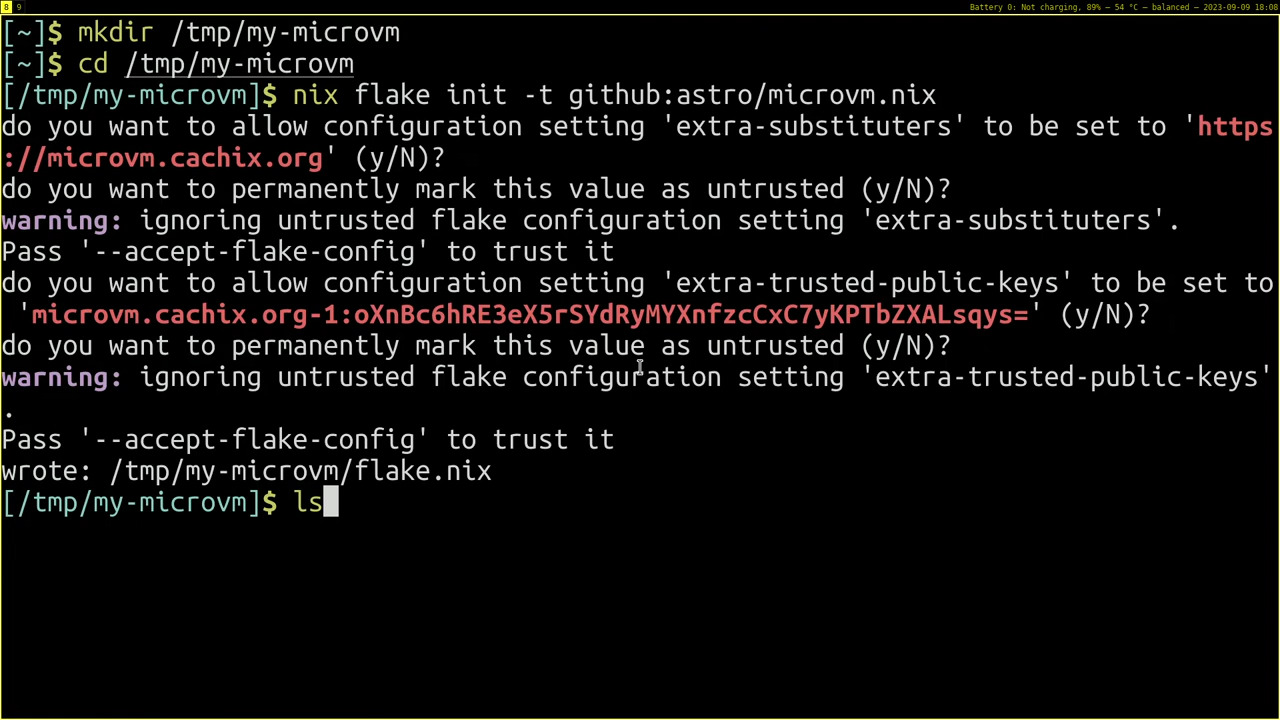 8 9 Battery 0: Not charging, 89% — 54 °C — balanced — 2023-09-09 18:08
[~]$ mkdir /tmp/my-microvm
[~]$ cd /tmp/my-microvm
[/tmp/my-microvm]$ nix flake init -t github:astro/microvm.nix
do you want to allow configuration setting 'extra-substituters' to be set to 'https
://microvm.cachix.org' (y/N)?
do you want to permanently mark this value as untrusted (y/N)?
warning: ignoring untrusted flake configuration setting 'extra-substituters'.
Pass '--accept-flake-config' to trust it
do you want to allow configuration setting 'extra-trusted-public-keys' to be set to
'microvm.cachix.org-1:oXnBc6hRE3eX5rSYdRyMYXnfzcCxC7yKPTbZXALsqys=' (y/N)?
do you want to permanently mark this value as untrusted (y/N)?
warning: ignoring untrusted flake configuration setting 'extra-trusted-public-keys'
.
Pass '--accept-flake-config' to trust it
wrote: /tmp/my-microvm/flake.nix
[/tmp/my-microvm]$ ls